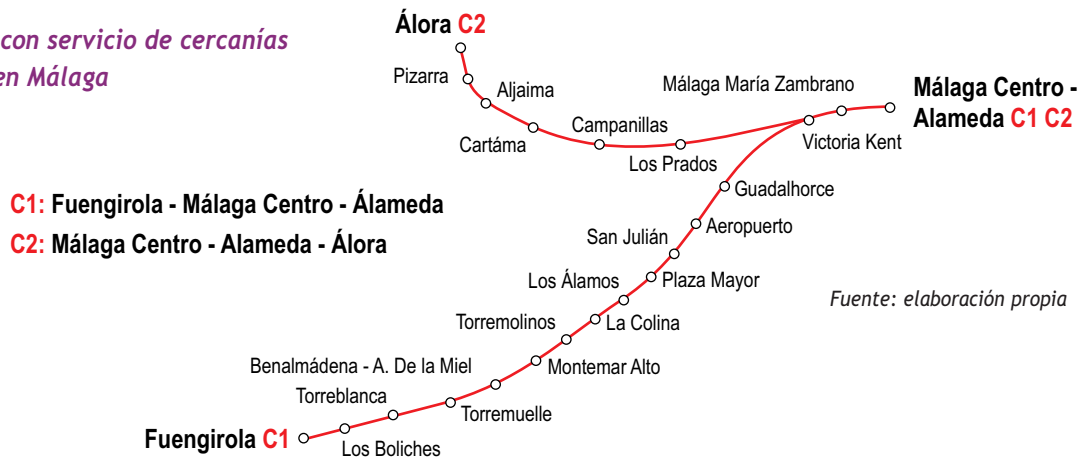 con servicio de cercanías
en Málaga
Álora C2
Pizarra
Aljaima
Cartáma
Campanillas
Los Prados
Málaga María Zambrano
Victoria Kent
Málaga Centro -
Alameda C1 C2
Guadalhorce
Aeropuerto
San Julián
Plaza Mayor
Los Álamos
La Colina
Torremolinos
Montemar Alto
Benalmádena - A. De la Miel
Torremuelle
Torreblanca
Los Boliches
Fuengirola C1
C1: Fuengirola - Málaga Centro - Álameda
C2: Málaga Centro - Alameda - Álora
Fuente: elaboración propia